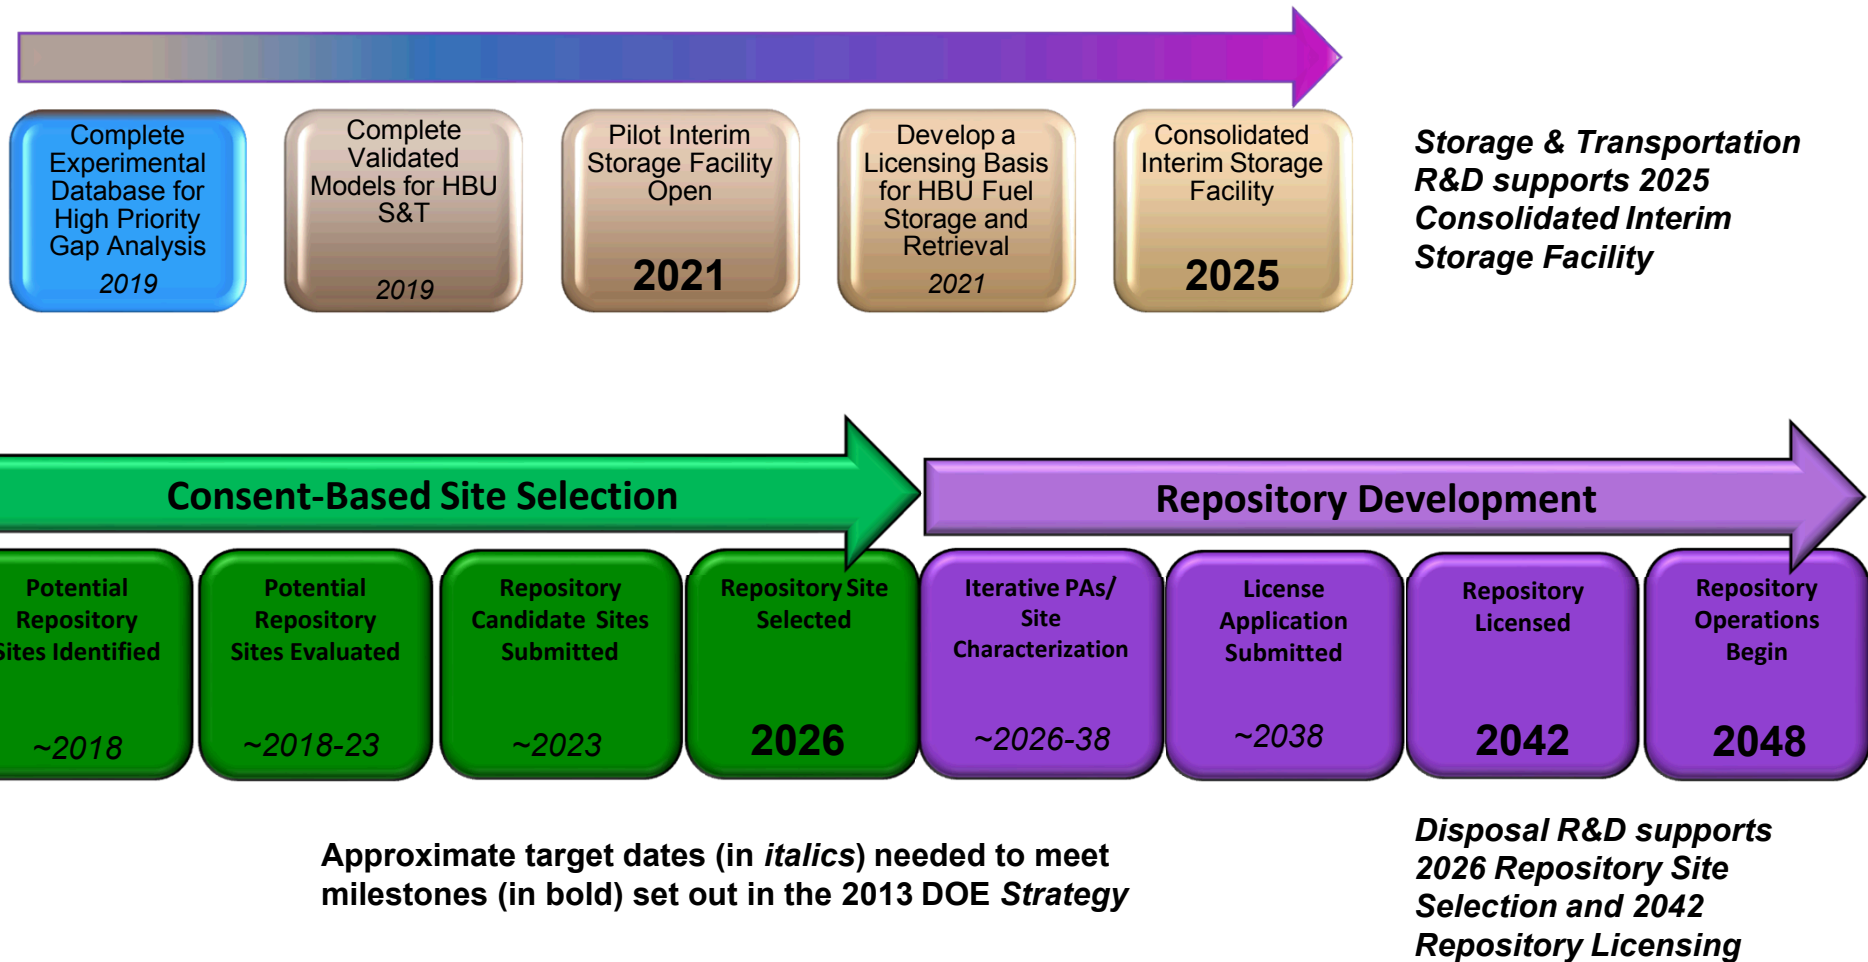 Complete
Experimental
Database for
High Priority
Gap Analysis
2019
Complete
Validated
Models for HBU
S&T
2019
Pilot Interim
Storage Facility
Open
2021
Develop a
Licensing Basis
for HBU Fuel
Storage and
Retrieval
2021
Consolidated
Interim Storage
Facility
2025
Storage & Transportation
R&D supports 2025
Consolidated Interim
Storage Facility
Consent-Based Site Selection
Repository Development
Potential
Repository
Sites Identified
~2018
Potential
Repository
Sites Evaluated
~2018-23
Repository
Candidate Sites
Submitted
~2023
Repository Site
Selected
2026
Iterative PAs/
Site
Characterization
~2026-38
License
Application
Submitted
~2038
Repository
Licensed
2042
Repository
Operations
Begin
2048
Approximate target dates (in italics) needed to meet
milestones (in bold) set out in the 2013 DOE Strategy
Disposal R&D supports
2026 Repository Site
Selection and 2042
Repository Licensing